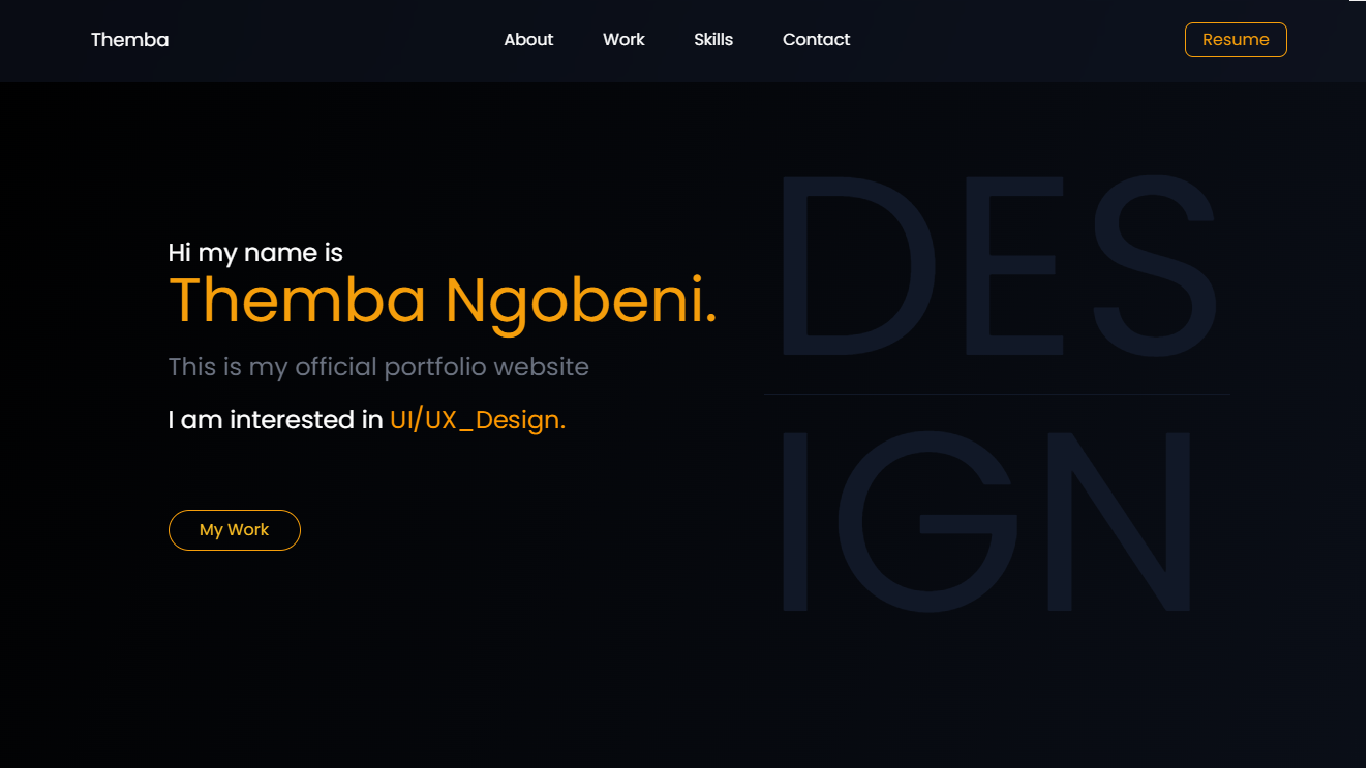 Themba
About
Work
Skills
Contact
Resume
Hi my name is
Themba Ngobeni.
This is my official portfolio website
I am interested in UI/UX_Design.
My Work
DES
IGN